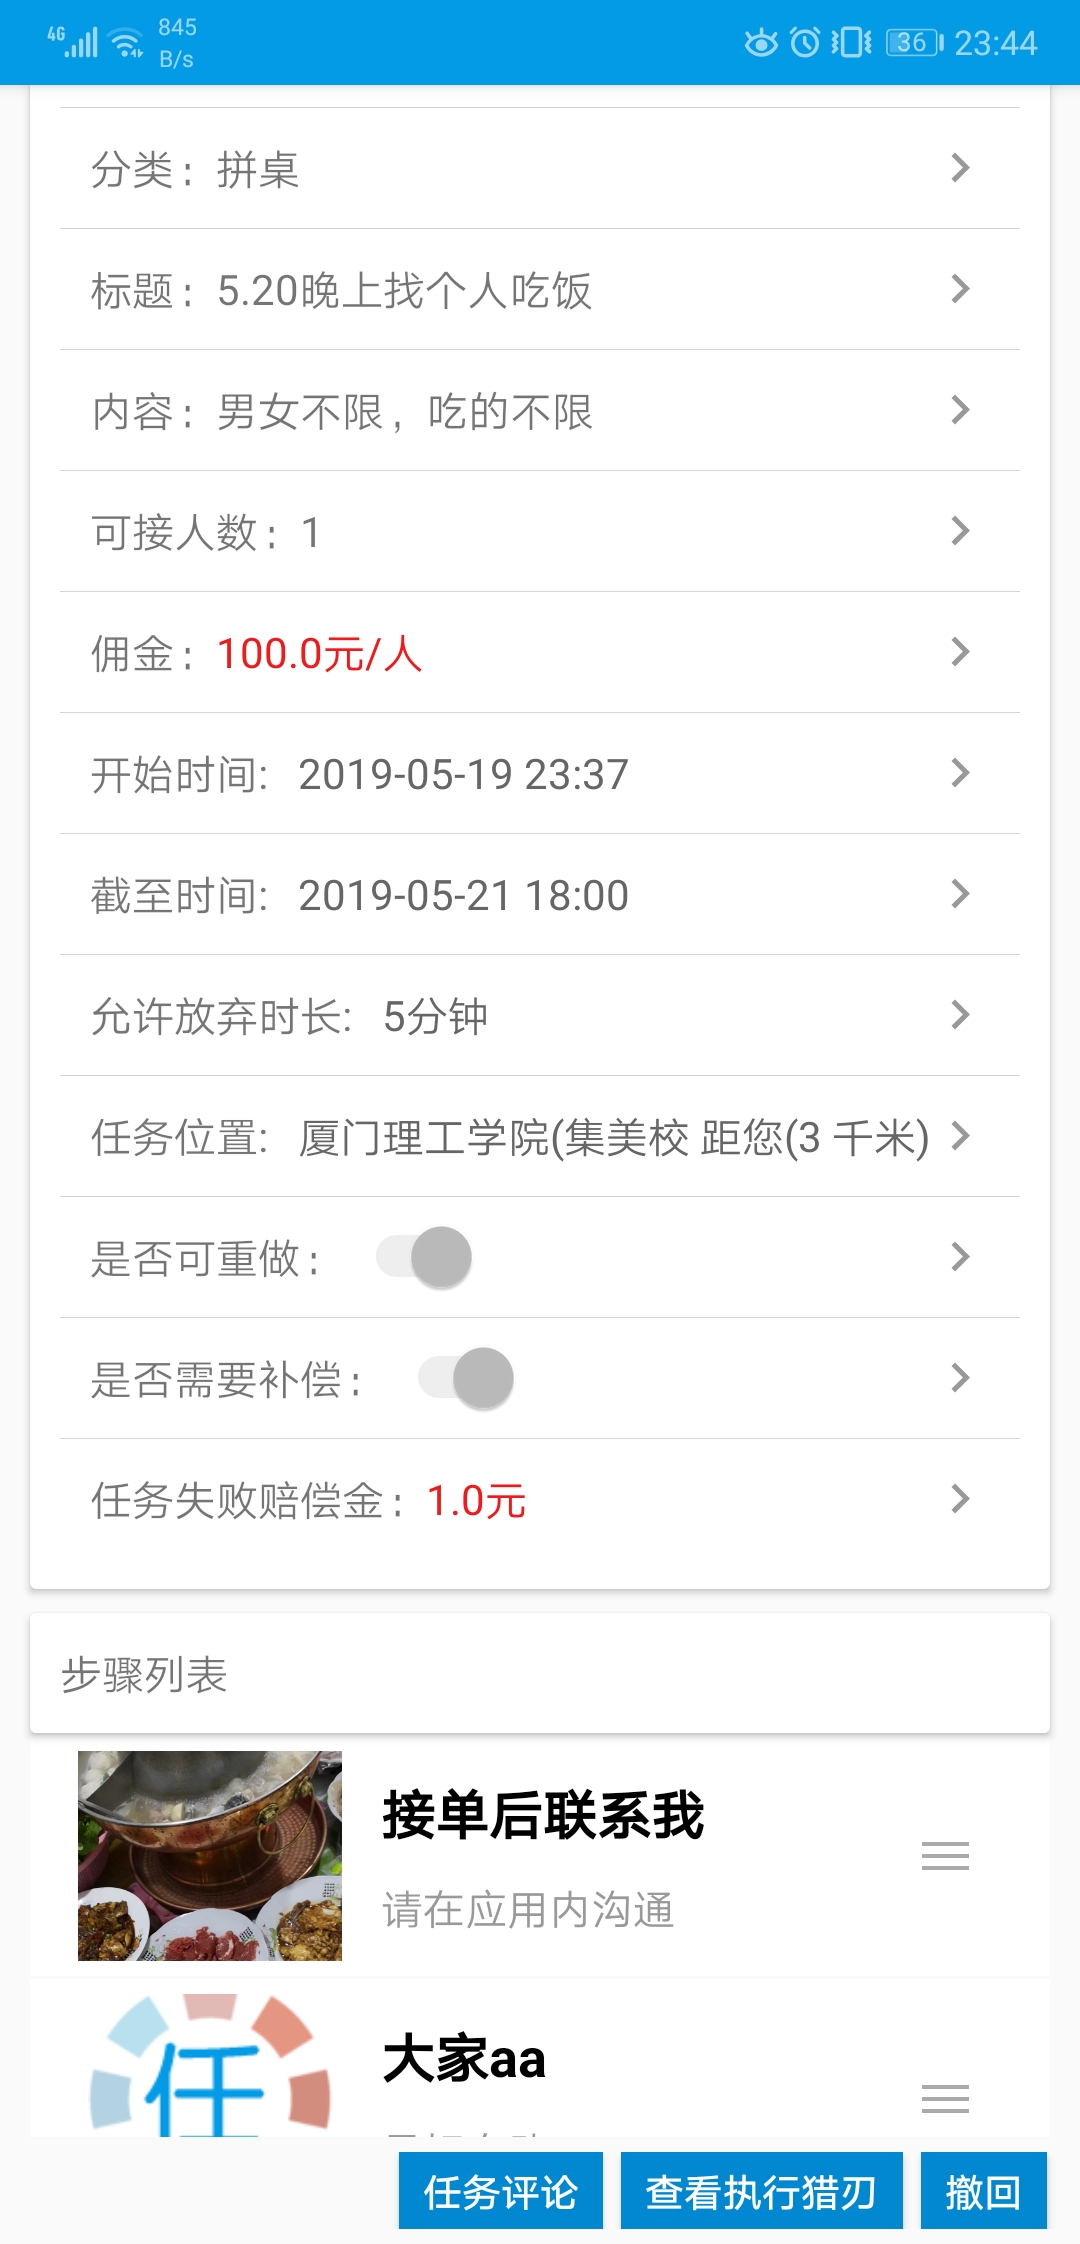 4G 845 B/s 36 23:44
分类：拼桌
标题：5.20晚上找个人吃饭
内容：男女不限，吃的不限
可接人数：1
佣金：100.0元/人
开始时间: 2019-05-19 23:37
截至时间: 2019-05-21 18:00
允许放弃时长: 5分钟
任务位置: 厦门理工学院(集美校 距您(3 千米)
是否可重做：
是否需要补偿：
任务失败赔偿金：1.0元
步骤列表
接单后联系我
请在应用内沟通
任
大家aa
任务评论 查看执行猎刃 撤回